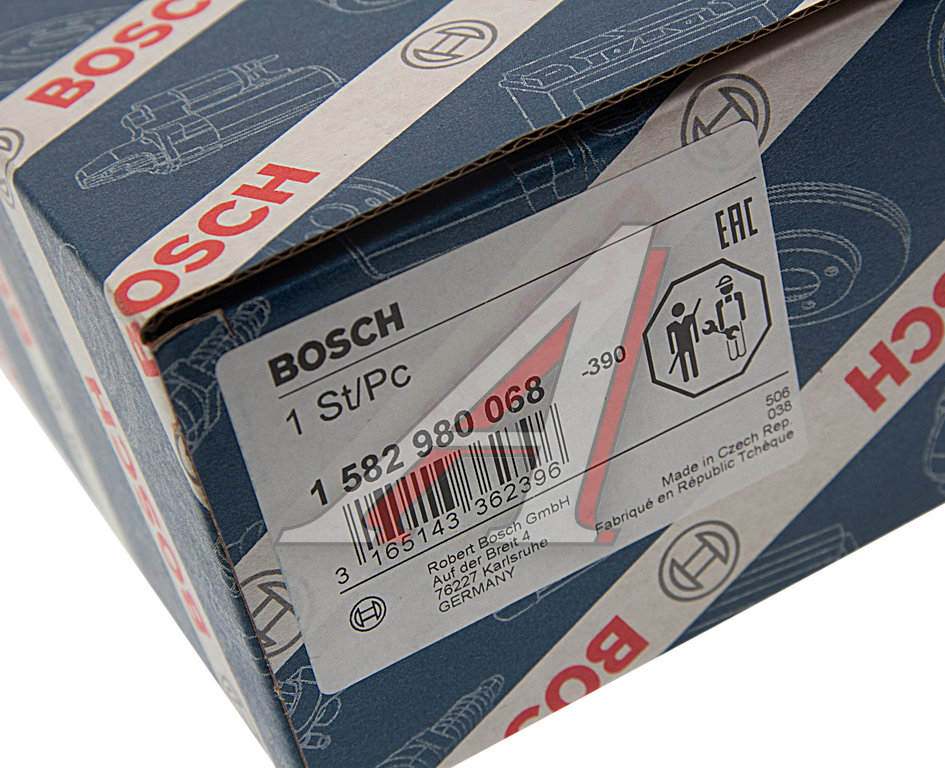 BOSCH
BOSCH
BOSCH
EAC
BOSCH
1 St/Pc
1 582 980 068
-390
3 165143 362396
506
038
Made in Czech Rep.
Fabriqué en République Tchèque
Robert Bosch GmbH
Auf der Breit 4
76227 Karlsruhe
GERMANY
BOSCH
BOSCH